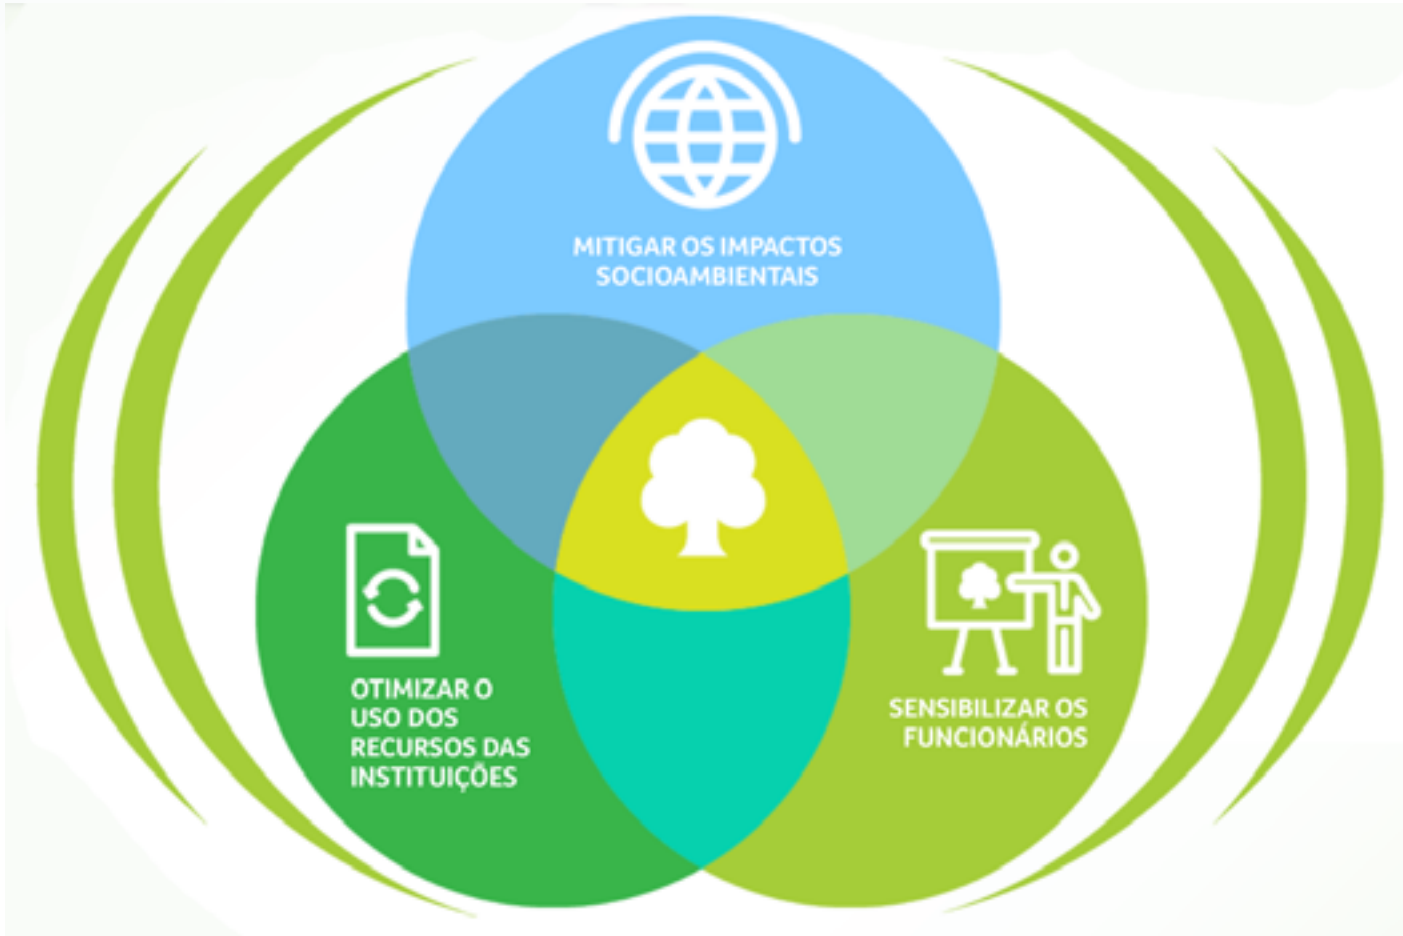 MITIGAR OS IMPACTOS
SOCIOAMBIENTAIS
OTIMIZAR O
USO DOS
RECURSOS DAS
INSTITUIÇÕES
SENSIBILIZAR OS
FUNCIONÁRIOS